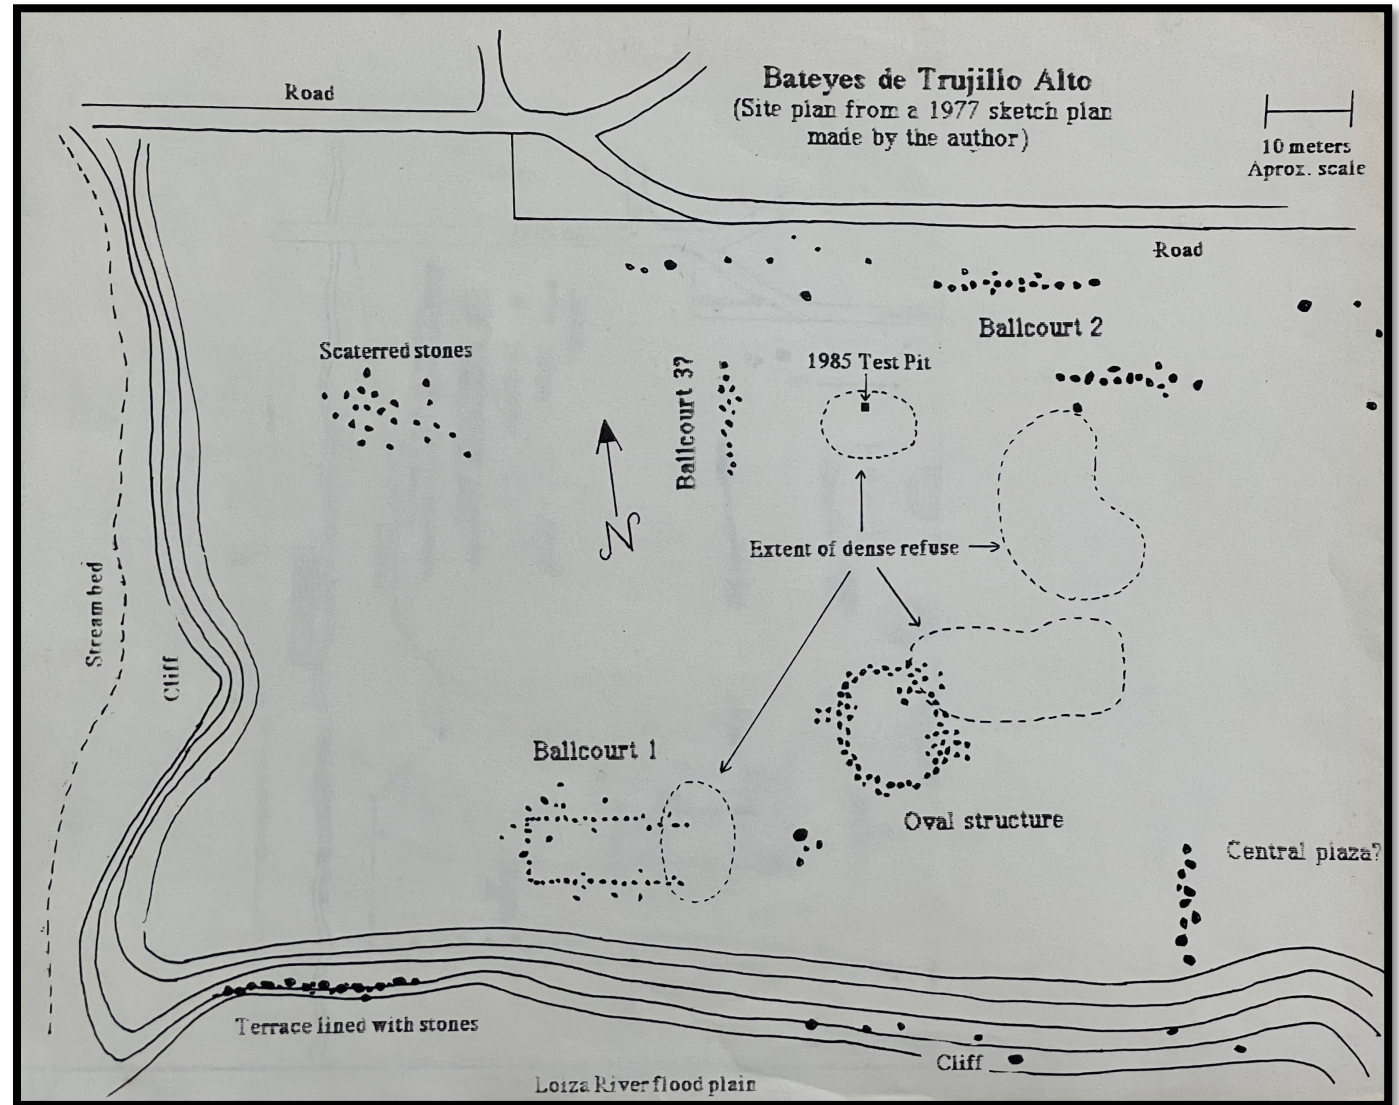 Road
Bateyes de Trujillo Alto
(Site plan from a 1977 sketch plan
made by the author)
10 meters
Aprox. scale
Road
Ballcourt 2
Scaterred stones
Ballcourt 3?
1985 Test Pit
N
Extent of dense refuse
Stream bed
Cliff
Ballcourt 1
Oval structure
Central plaza?
Terrace lined with stones
Cliff
Loiza River flood plain